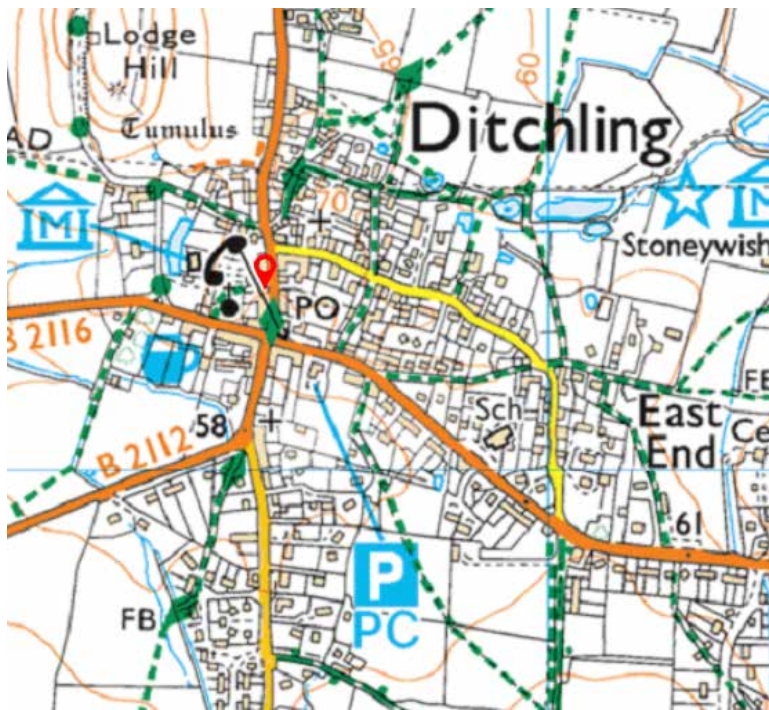 Lodge
Hill
65
60
Tumulus
Ditchling
AD
M
70
M
Stoneywish
PO
B 2116
58
Sch
East
End
FB
Ce
B 2112
61
P
PC
FB